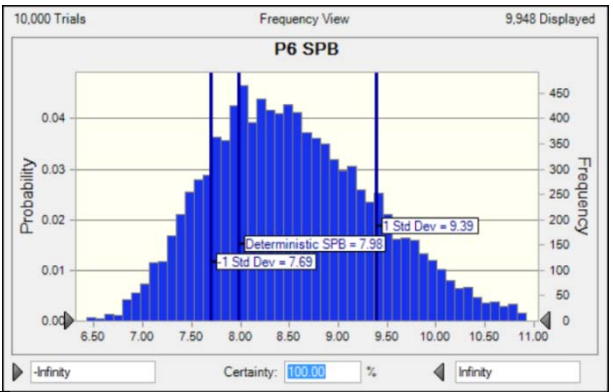 10,000 Trials Frequency View 9,948 Displayed
P6 SPB
Probability
0.04
0.03
0.02
0.01
0.00
450
400
350
300
250
200
150
100
50
0
Frequency
1 Std Dev = 9.39
Deterministic SPB = 7.98
-1 Std Dev = 7.69
6.50 7.00 7.50 8.00 8.50 9.00 9.50 10.00 10.50 11.00
-Infinity Certainty: 100.00 % Infinity